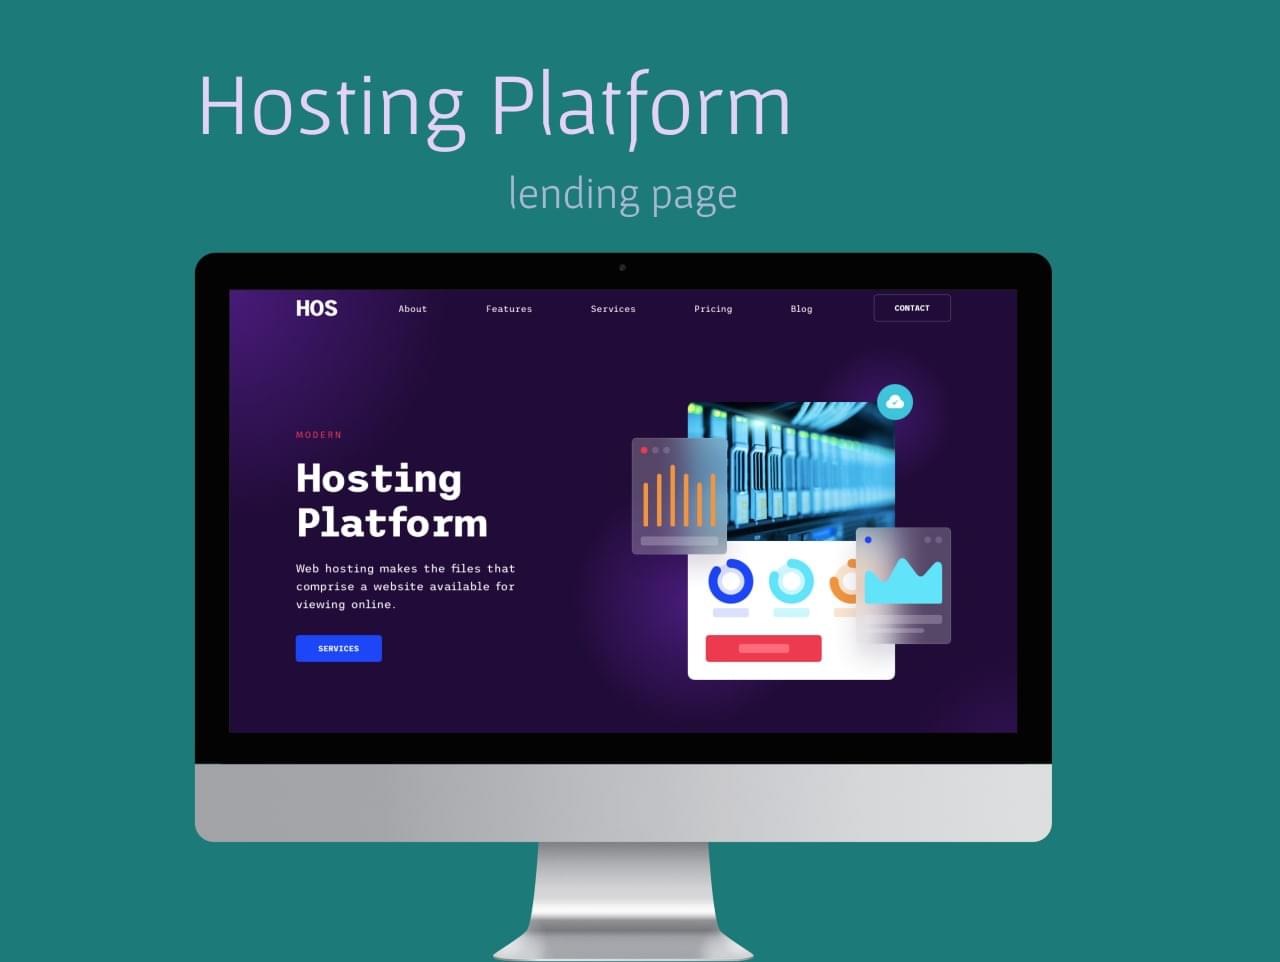 Hosting Platform
lending page
HOS
About
Features
Services
Pricing
Blog
CONTACT
MODERN
Hosting
Platform
Web hosting makes the files that
comprise a website available for
viewing online.
SERVICES